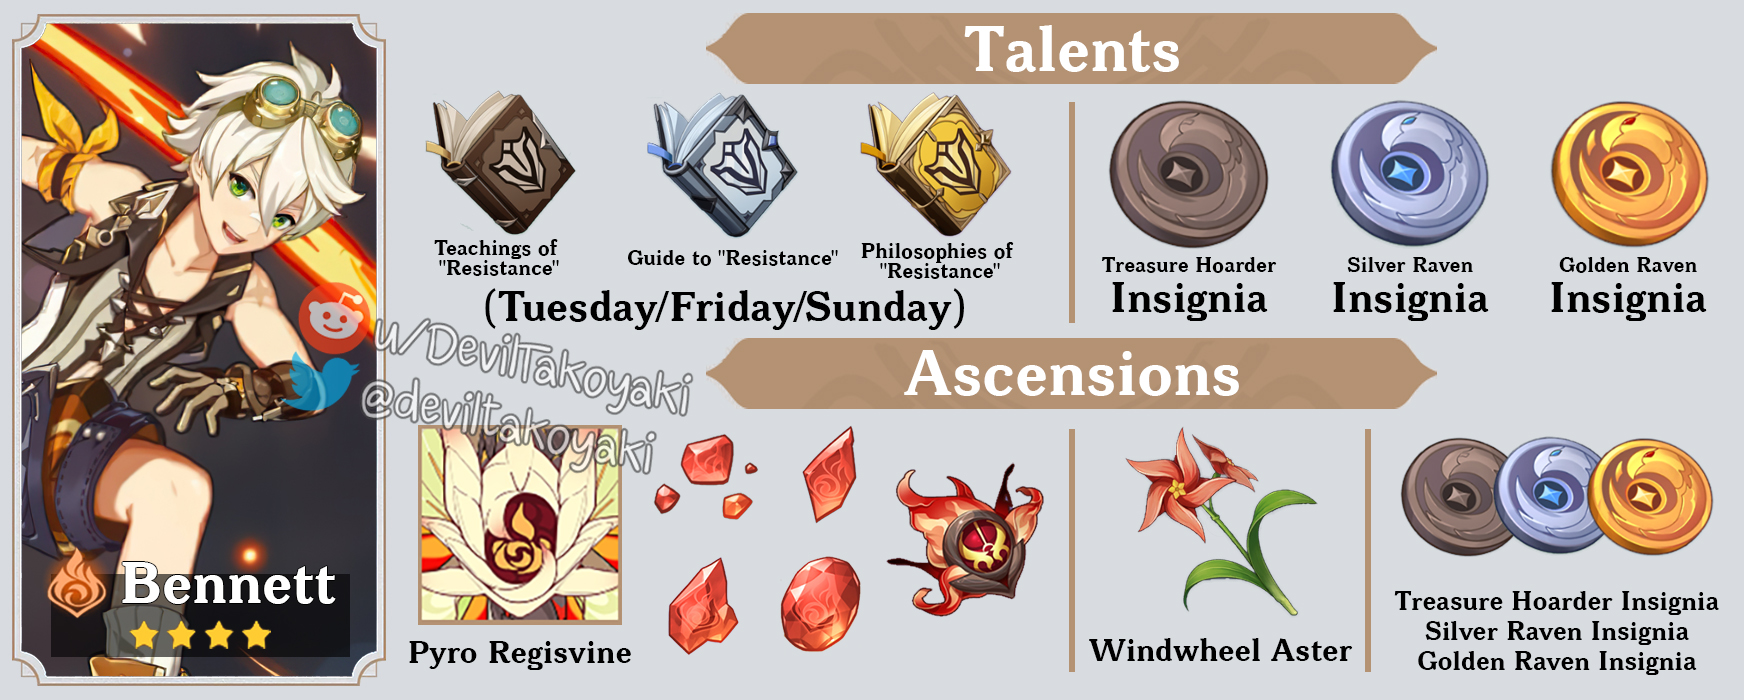 Talents
Teachings of
"Resistance"
Guide to "Resistance"
Philosophies of
"Resistance"
(Tuesday/Friday/Sunday)
Treasure Hoarder
Insignia
Silver Raven
Insignia
Golden Raven
Insignia
u/DevilTakoyaki
@deviltakoyaki
Ascensions
Bennett
Pyro Regisvine
Windwheel Aster
Treasure Hoarder Insignia
Silver Raven Insignia
Golden Raven Insignia